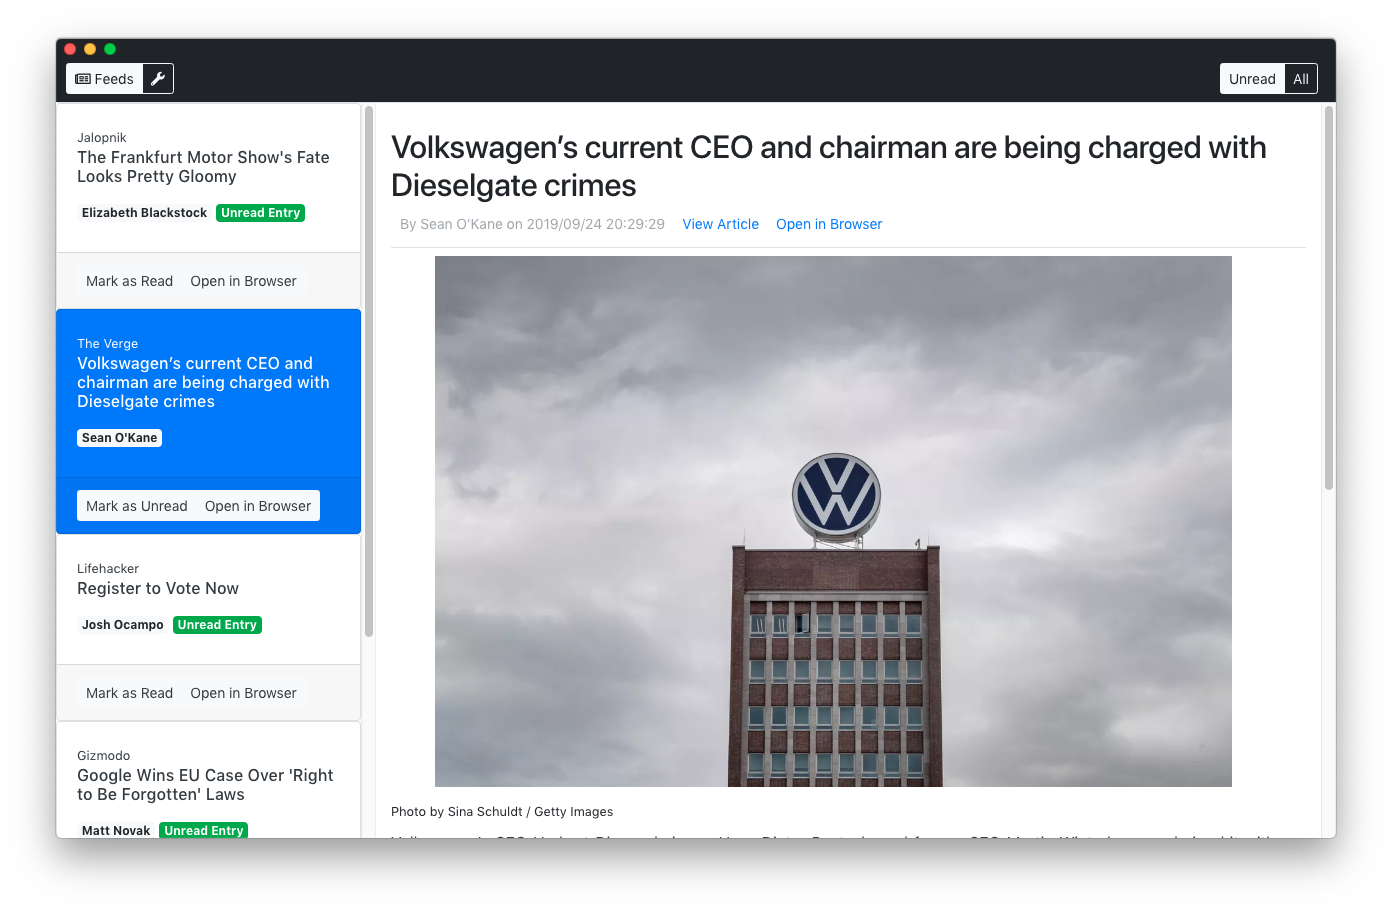 Feeds
Unread All
Jalopnik
The Frankfurt Motor Show's Fate
Looks Pretty Gloomy
Elizabeth Blackstock Unread Entry
Mark as Read Open in Browser
The Verge
Volkswagen’s current CEO and
chairman are being charged with
Dieselgate crimes
Sean O'Kane
Mark as Unread Open in Browser
Lifehacker
Register to Vote Now
Josh Ocampo Unread Entry
Mark as Read Open in Browser
Gizmodo
Google Wins EU Case Over 'Right
to Be Forgotten' Laws
Matt Novak Unread Entry
Volkswagen’s current CEO and chairman are being charged with
Dieselgate crimes
By Sean O'Kane on 2019/09/24 20:29:29 View Article Open in Browser
VW
Photo by Sina Schuldt / Getty Images